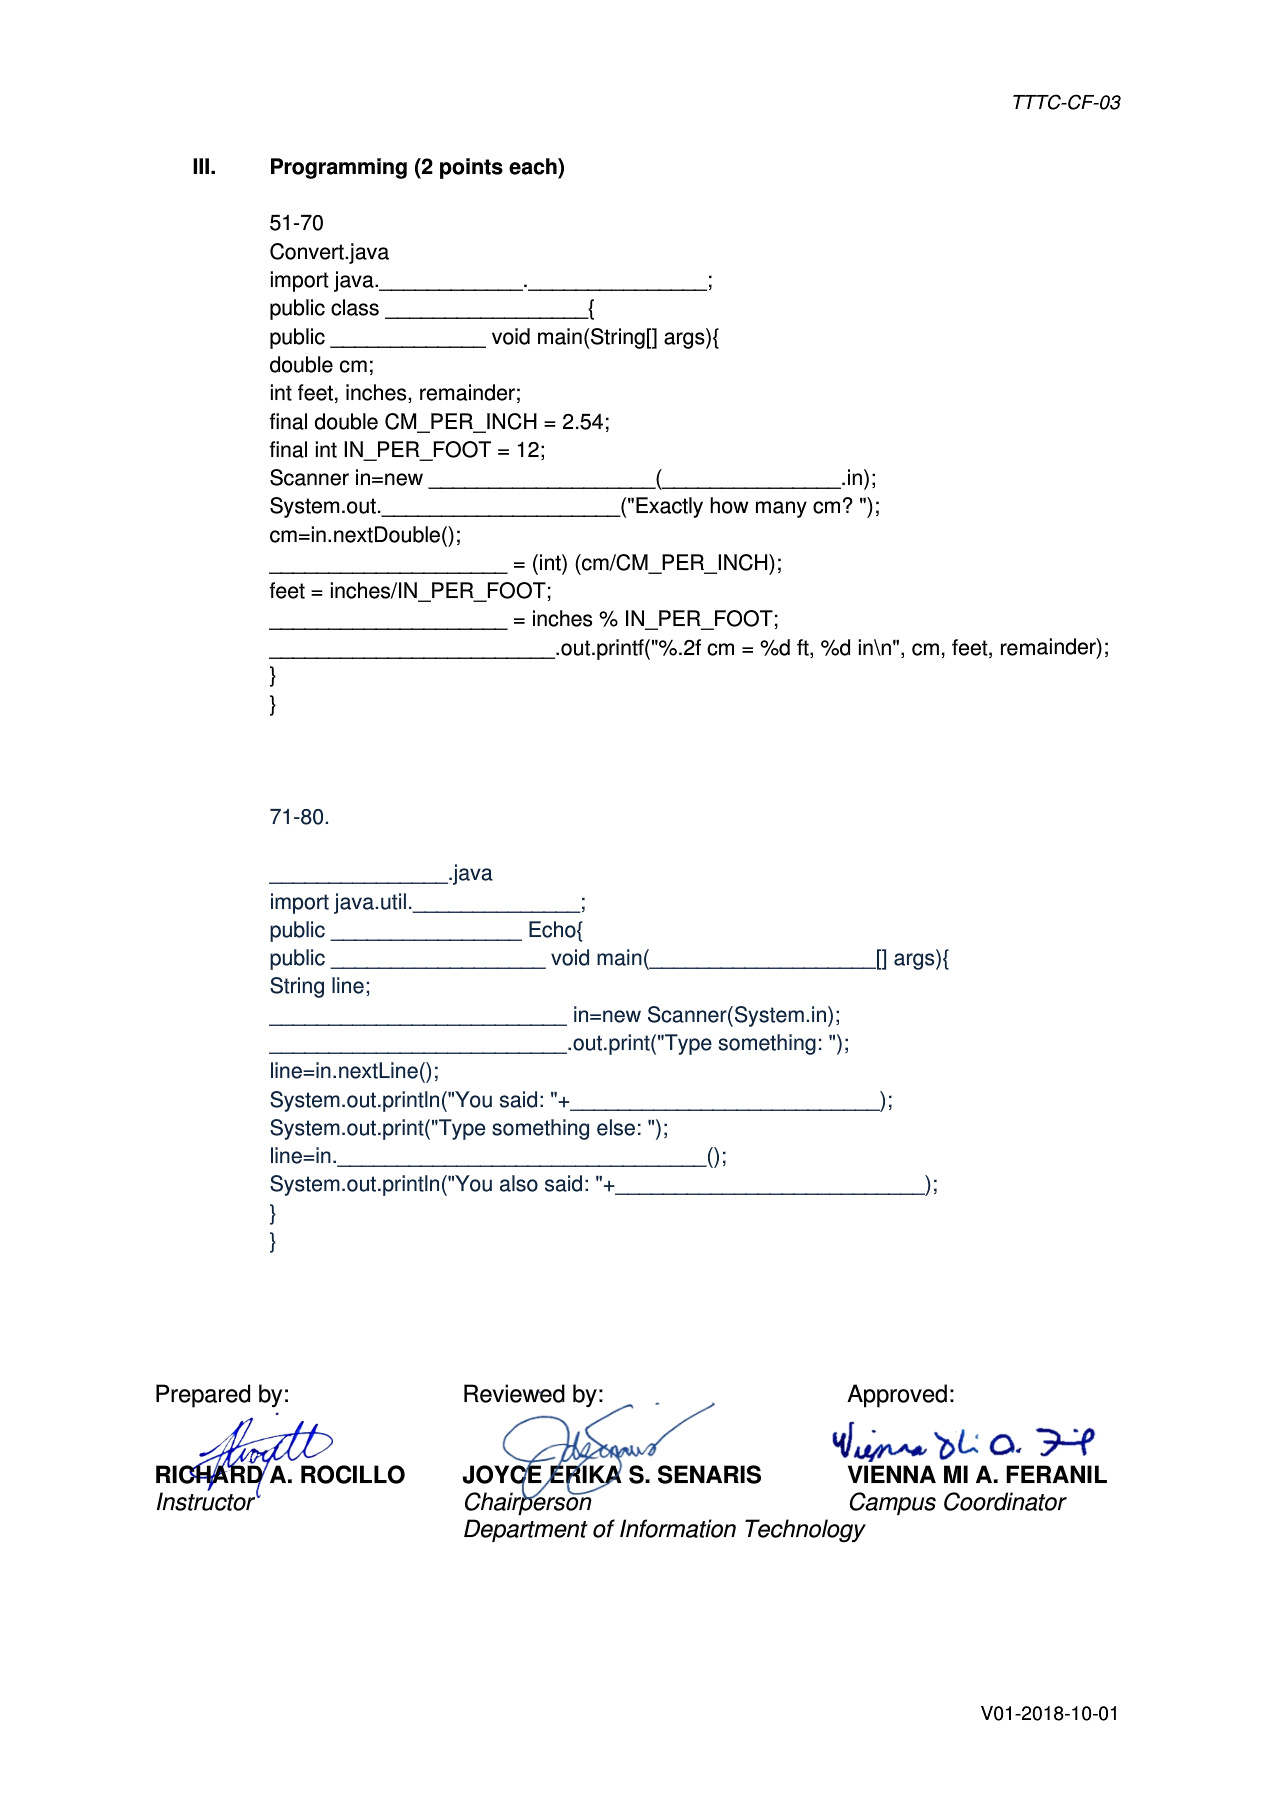 TTTC-CF-03
III. Programming (2 points each)
51-70
Convert.java
import java.____________._______________;
public class _________________{
public _____________ void main(String[] args){
double cm;
int feet, inches, remainder;
final double CM_PER_INCH = 2.54;
final int IN_PER_FOOT = 12;
Scanner in=new ___________________(_______________.in);
System.out.____________________("Exactly how many cm? ");
cm=in.nextDouble();
____________________ = (int) (cm/CM_PER_INCH);
feet = inches/IN_PER_FOOT;
____________________ = inches % IN_PER_FOOT;
________________________.out.printf("%.2f cm = %d ft, %d in\n", cm, feet, remainder);
}
}
71-80.
_______________.java
import java.util.______________;
public ________________ Echo{
public __________________ void main(___________________[] args){
String line;
_________________________ in=new Scanner(System.in);
_________________________.out.print("Type something: ");
line=in.nextLine();
System.out.println("You said: "+__________________________);
System.out.print("Type something else: ");
line=in._______________________________();
System.out.println("You also said: "+__________________________);
}
}
Prepared by: Reviewed by: Approved:
RICHARD A. ROCILLO JOYCE ERIKA S. SENARIS VIENNA MI A. FERANIL
Instructor Chairperson Campus Coordinator
Department of Information Technology
V01-2018-10-01